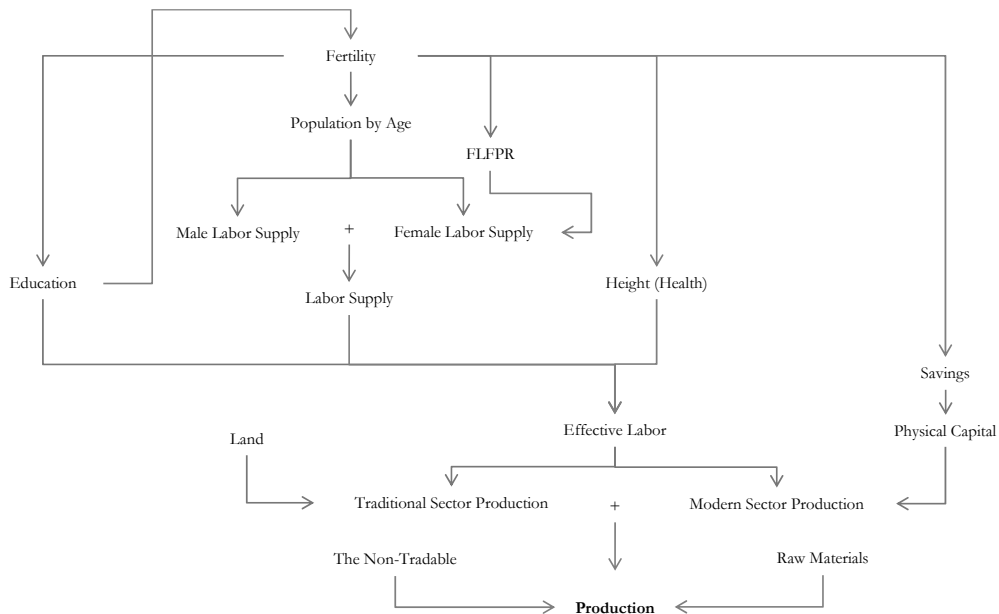 Fertility
Population by Age
FLFPR
Male Labor Supply + Female Labor Supply
Education
Height (Health)
Labor Supply
Savings
Effective Labor
Physical Capital
Land
Traditional Sector Production + Modern Sector Production
The Non-Tradable
Raw Materials
Production